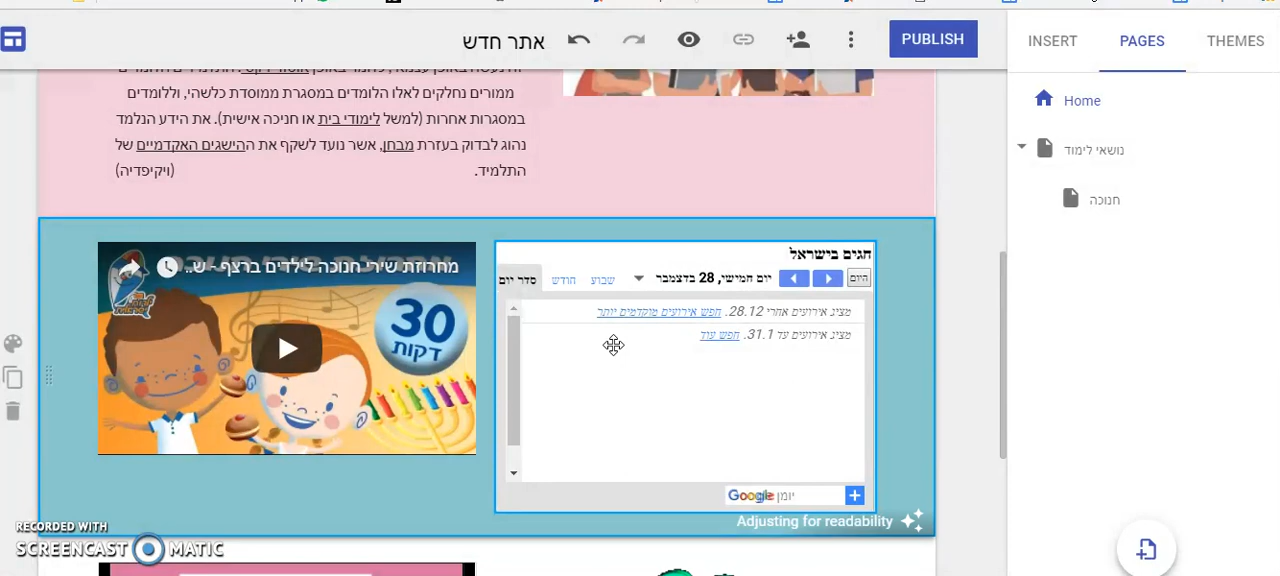 אתר חדש
PUBLISH
INSERT
PAGES
THEMES
Home
נושאי לימוד
חנוכה
ממורים נחלקים לאלו הלומדים במסגרת ממוסדת כלשהי, וללומדים
במסגרות אחרות (למשל לימודי בית או חניכה אישית). את הידע הנלמד
נהוג לבדוק בעזרת מבחן, אשר נועד לשקף את ההישגים האקדמיים של
התלמיד. (ויקיפדיה)
מחרוזת שירי חנוכה לילדים ברצף - ש..
30
דקות
חגים בישראל
היום יום חמישי, 28 בדצמבר שבוע חודש סדר יום
מציג אירועים אחרי 28.12. חפש אירועים מוקדמים יותר
מציג אירועים עד 31.1. חפש עוד
יומן Google
Adjusting for readability
RECORDED WITH
SCREENCAST MATIC